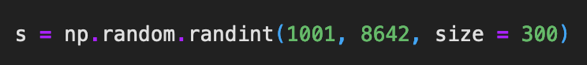 s = np.random.randint(1001, 8642, size = 300)